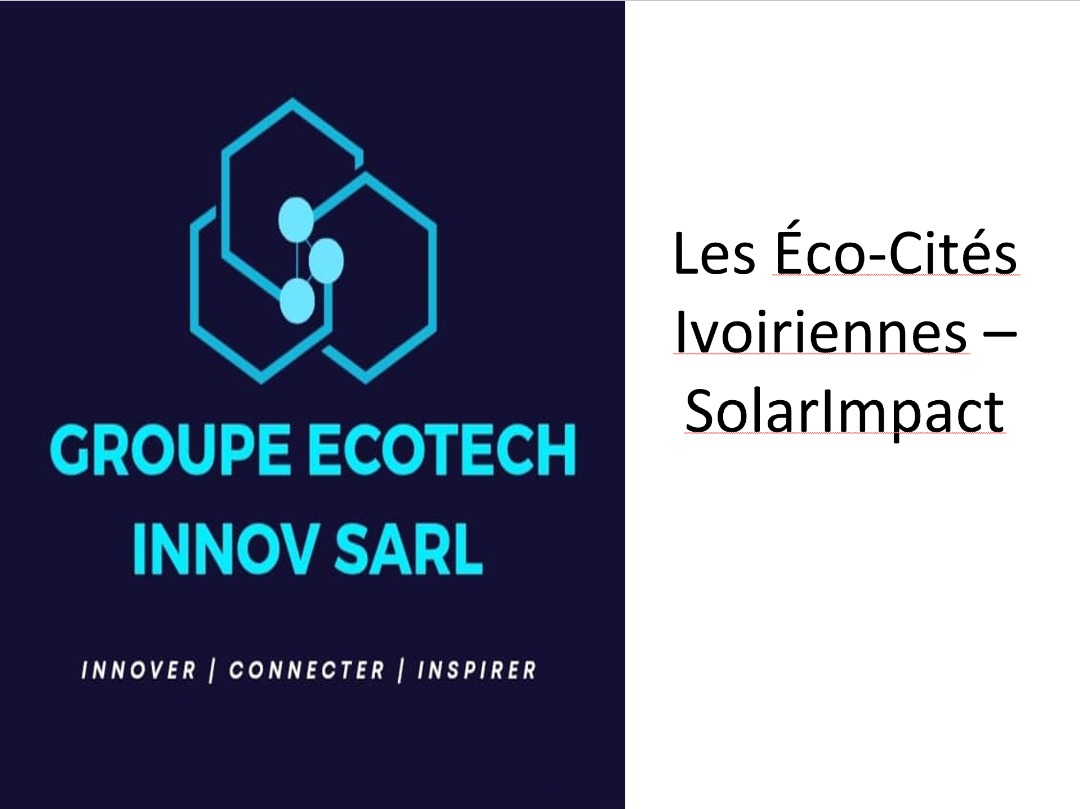 GROUPE ECOTECH
INNOV SARL
INNOVER | CONNECTER | INSPIRER
Les Éco-Cités
Ivoiriennes –
SolarImpact